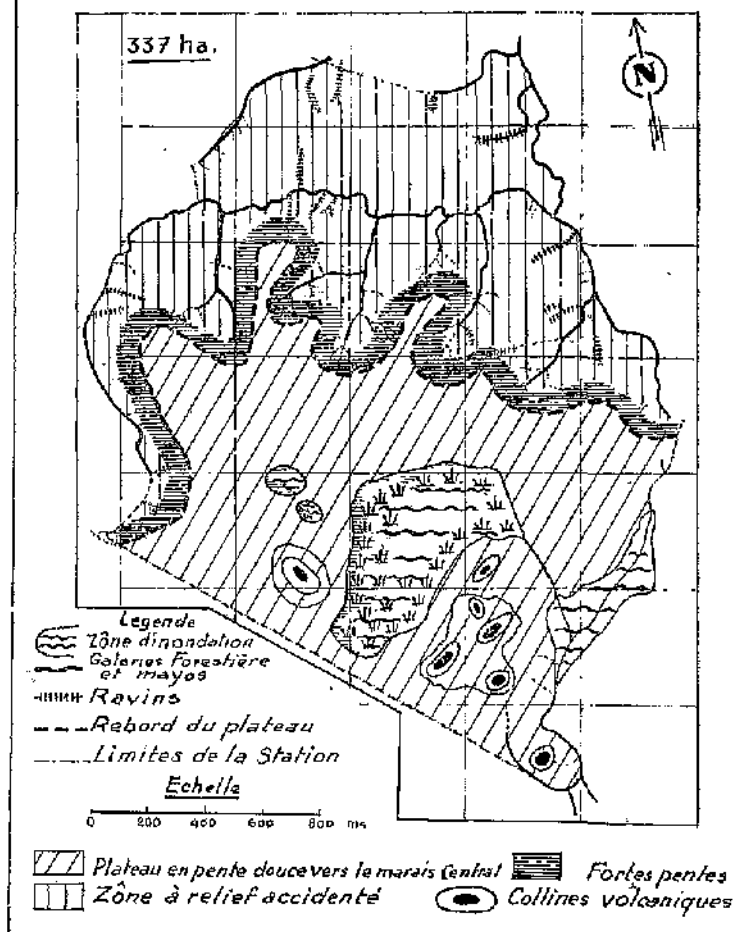 337 ha.
N
Legende
Zône d'inondation
Galeries Forestière
et mayos
Ravins
Rebord du plateau
Limites de la Station
Echelle
0 200 400 600 800 ms
Plateau en pente douce vers le marais Central
Fortes pentes
Zône à relief accidenté
Collines volcaniques